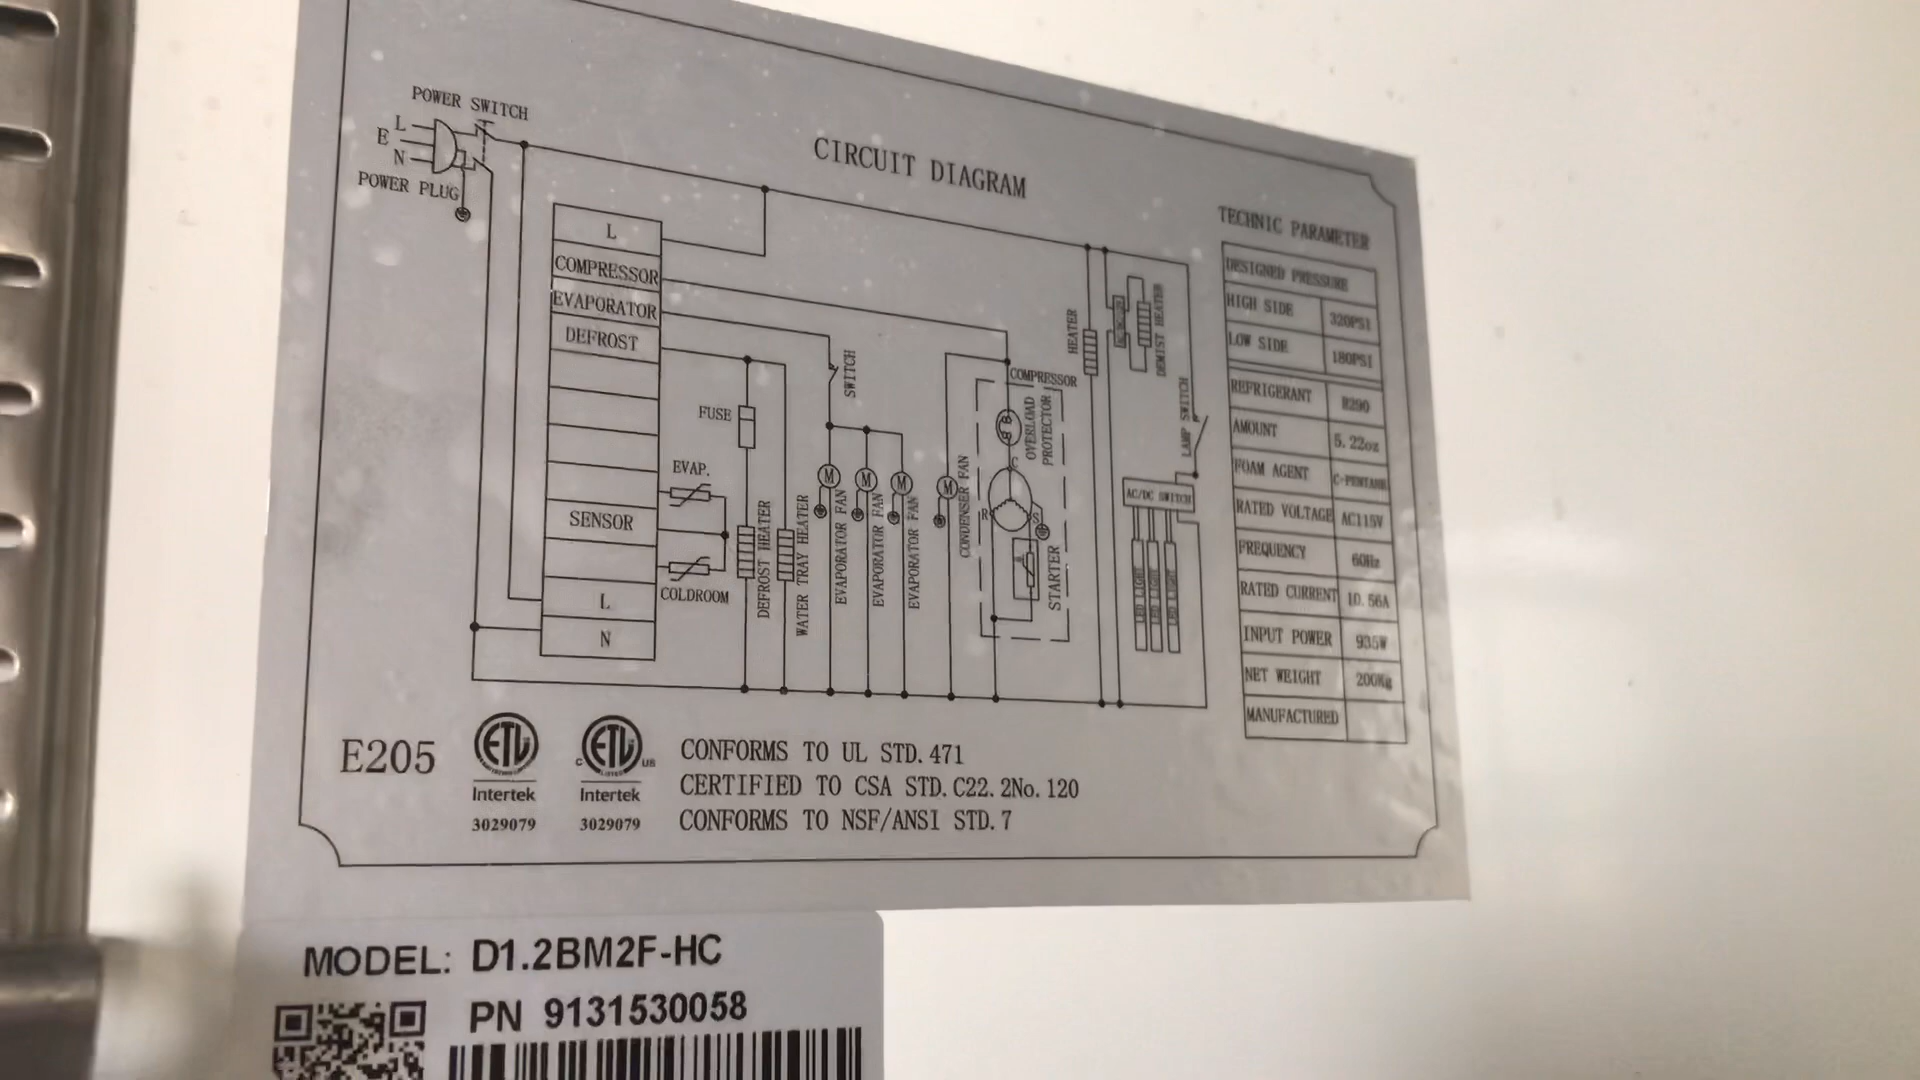 POWER SWITCH
L
E
N
POWER PLUG
CIRCUIT DIAGRAM
L
COMPRESSOR
EVAPORATOR
DEFROST
SENSOR
L
N
FUSE
EVAP.
COLDROOM
DEFROST HEATER
WATER TRAY HEATER
SWITCH
M
M
M
M
EVAPORATOR FAN
EVAPORATOR FAN
EVAPORATOR FAN
CONDENSER FAN
COMPRESSOR
OVERLOAD
PROTECTOR
C
R
S
STARTER
HEATER
DEMIST HEATER
LAMP SWITCH
AC/DC SWITCH
LED LIGHT
LED LIGHT
LED LIGHT
TECHNIC PARAMETER
DESIGNED PRESSURE
HIGH SIDE 320PSI
LOW SIDE 180PSI
REFRIGERANT R290
AMOUNT 5.22oz
FOAM AGENT C-PENTANE
RATED VOLTAGE AC115V
FREQUENCY 60Hz
RATED CURRENT 10.56A
INPUT POWER 935W
NET WEIGHT 200Kg
MANUFACTURED
E205
ETL
Intertek
3029079
C ETL US
LISTED
Intertek
3029079
CONFORMS TO UL STD.471
CERTIFIED TO CSA STD.C22.2No.120
CONFORMS TO NSF/ANSI STD.7
MODEL: D1.2BM2F-HC
PN 9131530058